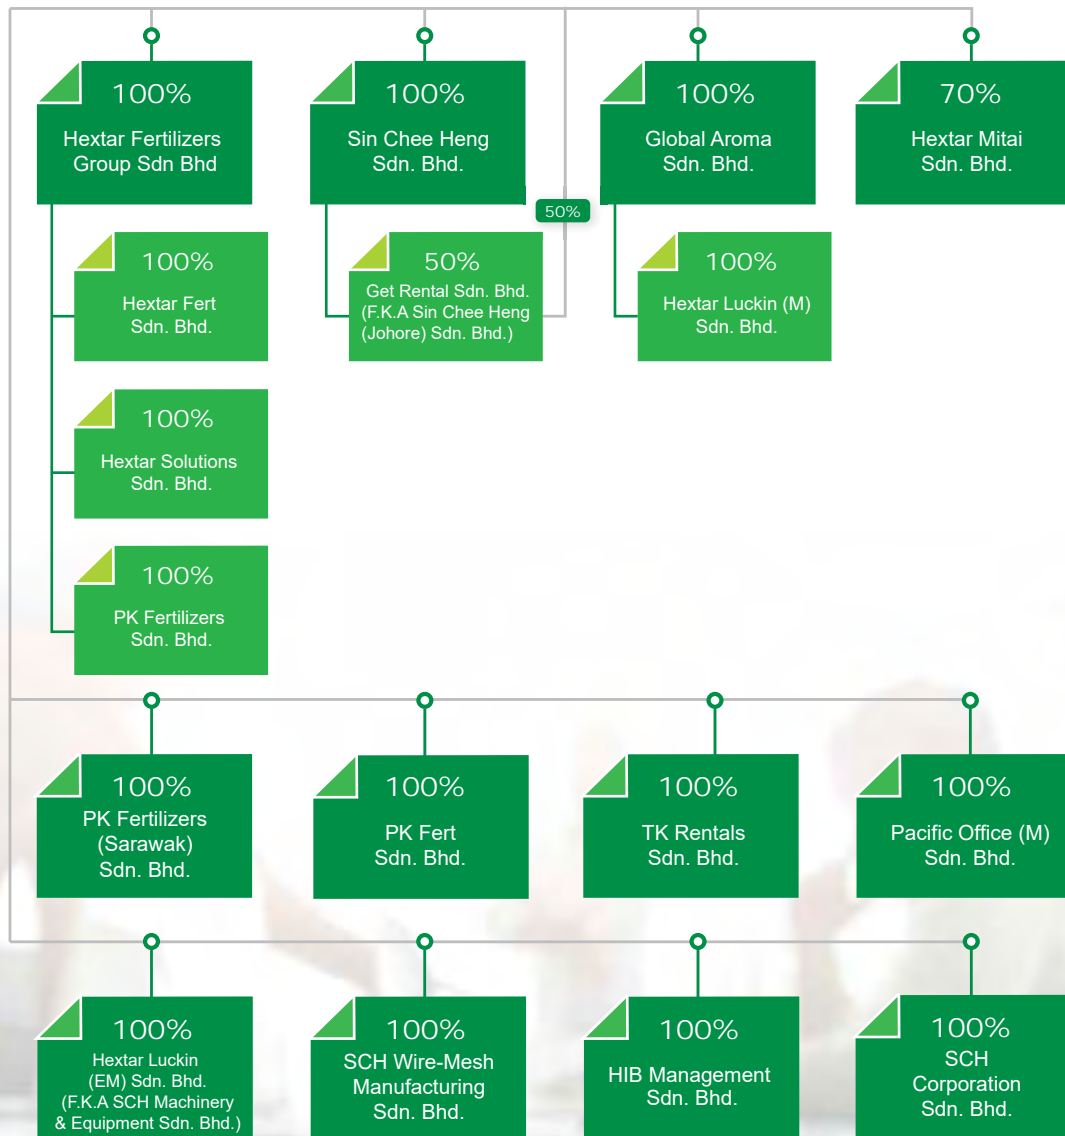 100%
Hextar Fertilizers
Group Sdn Bhd
100%
Sin Chee Heng
Sdn. Bhd.
100%
Global Aroma
Sdn. Bhd.
70%
Hextar Mitai
Sdn. Bhd.
50%
100%
Hextar Fert
Sdn. Bhd.
50%
Get Rental Sdn. Bhd.
(F.K.A Sin Chee Heng
(Johore) Sdn. Bhd.)
100%
Hextar Luckin (M)
Sdn. Bhd.
100%
Hextar Solutions
Sdn. Bhd.
100%
PK Fertilizers
Sdn. Bhd.
100%
PK Fertilizers
(Sarawak)
Sdn. Bhd.
100%
PK Fert
Sdn. Bhd.
100%
TK Rentals
Sdn. Bhd.
100%
Pacific Office (M)
Sdn. Bhd.
100%
Hextar Luckin
(EM) Sdn. Bhd.
(F.K.A SCH Machinery
& Equipment Sdn. Bhd.)
100%
SCH Wire-Mesh
Manufacturing
Sdn. Bhd.
100%
HIB Management
Sdn. Bhd.
100%
SCH
Corporation
Sdn. Bhd.